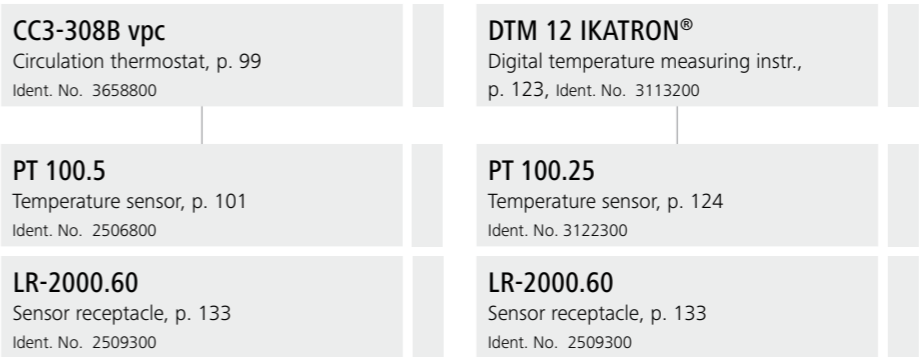 CC3-308B vpc
Circulation thermostat, p. 99
Ident. No. 3658800
PT 100.5
Temperature sensor, p. 101
Ident. No. 2506800
LR-2000.60
Sensor receptacle, p. 133
Ident. No. 2509300
DTM 12 IKATRON®
Digital temperature measuring instr.,
p. 123, Ident. No. 3113200
PT 100.25
Temperature sensor, p. 124
Ident. No. 3122300
LR-2000.60
Sensor receptacle, p. 133
Ident. No. 2509300